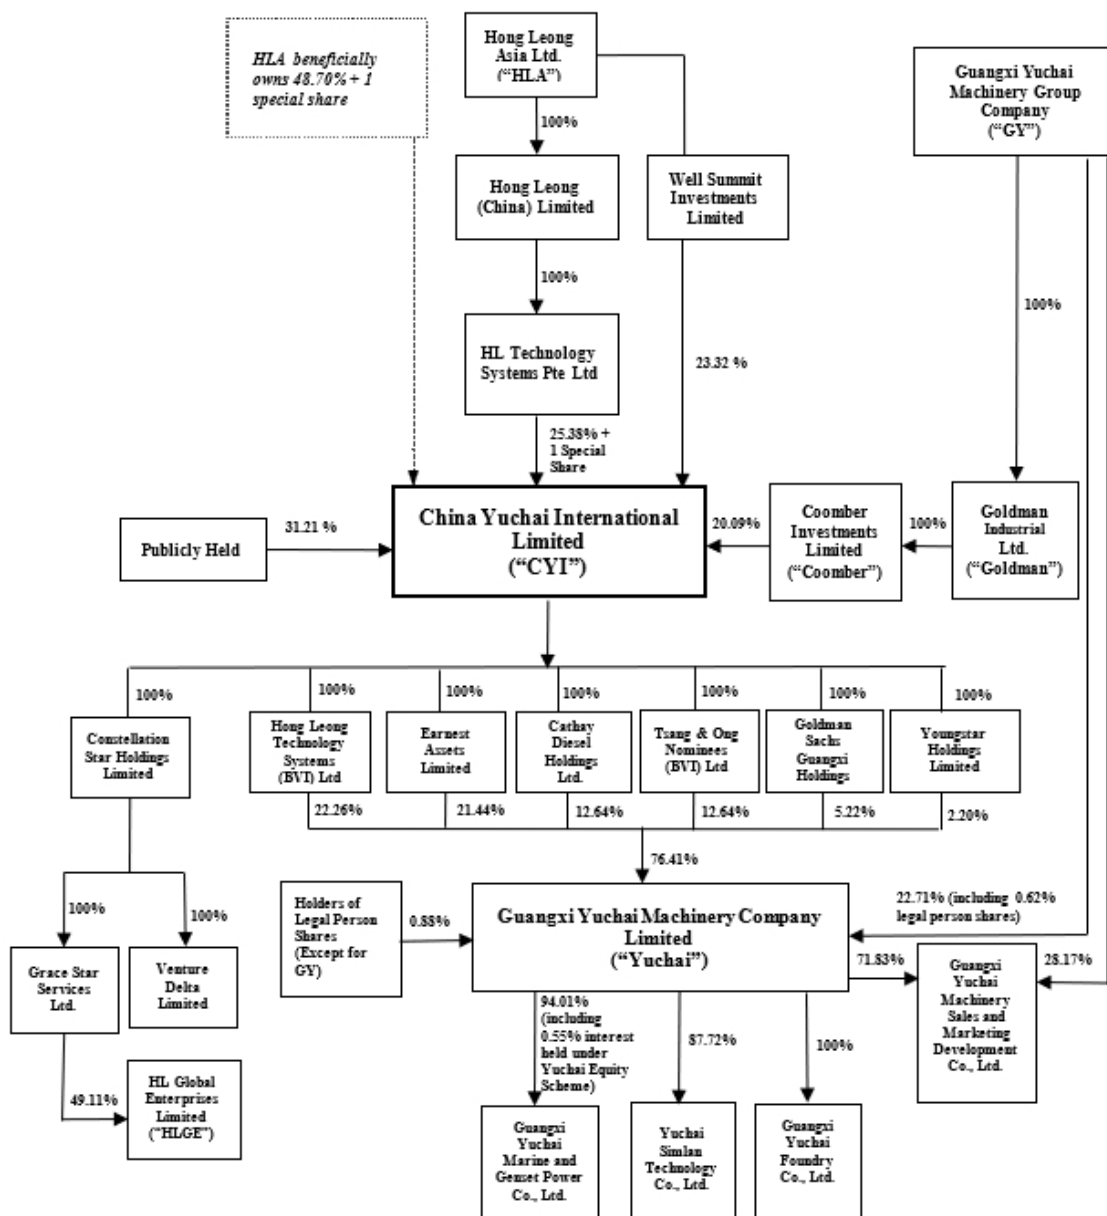 HLA beneficially
owns 48.70% + 1
special share
Hong Leong
Asia Ltd.
(“HLA”)
Guangxi Yuchai
Machinery Group
Company
(“GY”)
100%
Hong Leong
(China) Limited
Well Summit
Investments
Limited
100%
100%
HL Technology
Systems Pte Ltd
23.32 %
25.38% +
1 Special
Share
Publicly Held
31.21 %
China Yuchai International
Limited
(“CYI”)
20.09%
Coomber
Investments
Limited
(“Coomber”)
100%
Goldman
Industrial
Ltd.
(“Goldman”)
100%
100%
100%
100%
100%
100%
100%
Constellation
Star Holdings
Limited
Hong Leong
Technology
Systems
(BVI) Ltd
Earnest
Assets
Limited
Cathay
Diesel
Holdings
Ltd.
Tsang & Ong
Nominees
(BVI) Ltd
Goldman
Sachs
Guangxi
Holdings
Youngstar
Holdings
Limited
22.26%
21.44%
12.64%
12.64%
5.22%
2.20%
76.41%
100%
100%
Holders of
Legal Person
Shares
(Except for
GY)
0.88%
Guangxi Yuchai Machinery Company
Limited
(“Yuchai”)
22.71% (including 0.62%
legal person shares)
Grace Star
Services
Ltd.
Venture
Delta
Limited
71.83%
Guangxi
Yuchai
Machinery
Sales and
Marketing
Development
Co., Ltd.
28.17%
94.01%
(including
0.55% interest
held under
Yuchai Equity
Scheme)
87.72%
100%
49.11%
HL Global
Enterprises
Limited
(“HLGE”)
Guangxi
Yuchai
Marine and
Genset Power
Co., Ltd.
Yuchai
Simlan
Technology
Co., Ltd.
Guangxi
Yuchai
Foundry
Co., Ltd.